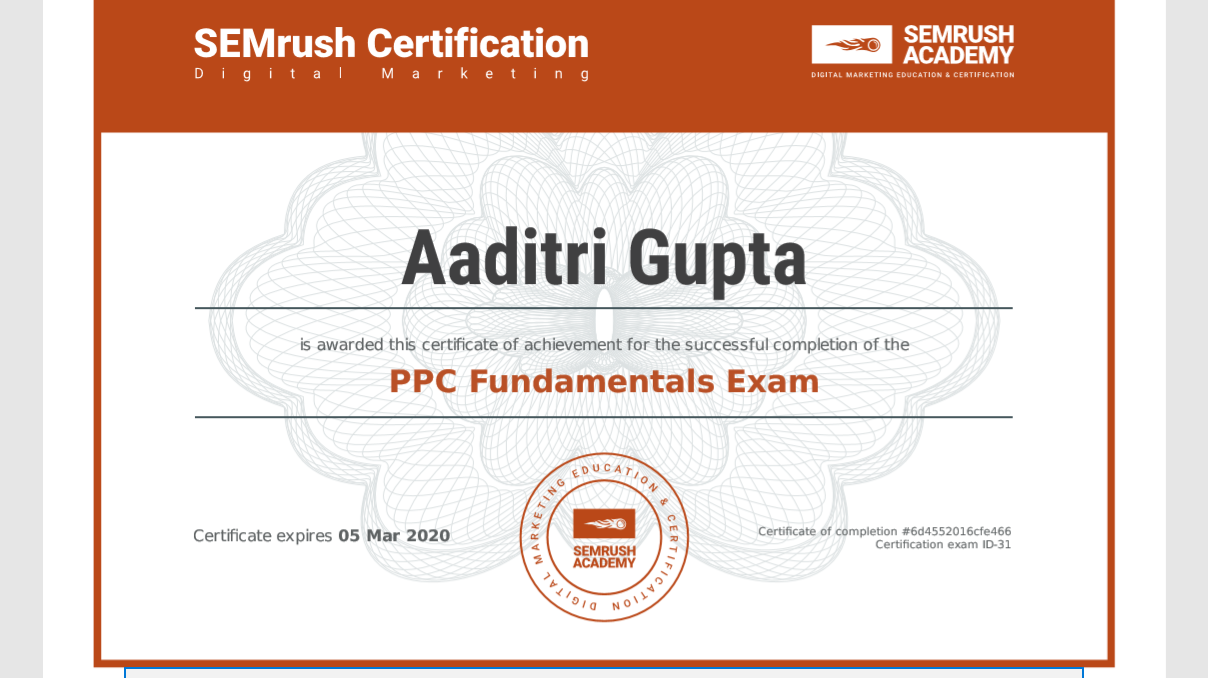 SEMrush Certification
Digital Marketing
SEMRUSH
ACADEMY
DIGITAL MARKETING EDUCATION & CERTIFICATION
Aaditri Gupta
is awarded this certificate of achievement for the successful completion of the
PPC Fundamentals Exam
Certificate expires 05 Mar 2020
DIGITAL MARKETING EDUCATION & CERTIFICATION
SEMRUSH
ACADEMY
Certificate of completion #6d4552016cfe466
Certification exam ID-31